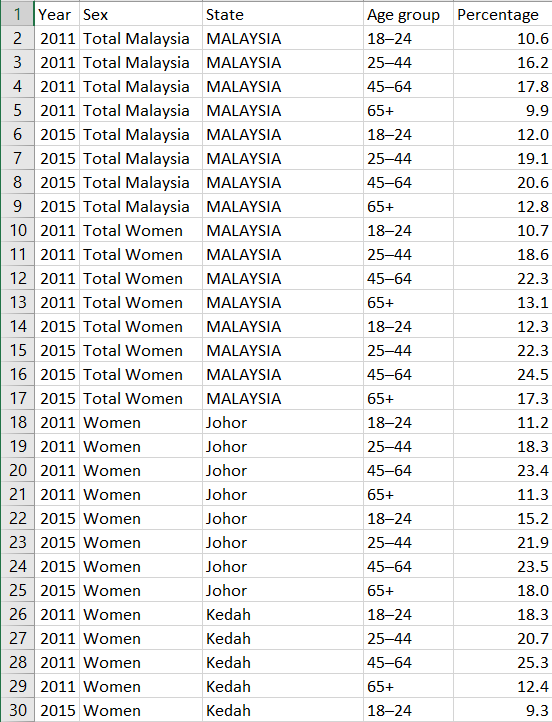 1 Year Sex State Age group Percentage
2 2011 Total Malaysia MALAYSIA 18–24 10.6
3 2011 Total Malaysia MALAYSIA 25–44 16.2
4 2011 Total Malaysia MALAYSIA 45–64 17.8
5 2011 Total Malaysia MALAYSIA 65+ 9.9
6 2015 Total Malaysia MALAYSIA 18–24 12.0
7 2015 Total Malaysia MALAYSIA 25–44 19.1
8 2015 Total Malaysia MALAYSIA 45–64 20.6
9 2015 Total Malaysia MALAYSIA 65+ 12.8
10 2011 Total Women MALAYSIA 18–24 10.7
11 2011 Total Women MALAYSIA 25–44 18.6
12 2011 Total Women MALAYSIA 45–64 22.3
13 2011 Total Women MALAYSIA 65+ 13.1
14 2015 Total Women MALAYSIA 18–24 12.3
15 2015 Total Women MALAYSIA 25–44 22.3
16 2015 Total Women MALAYSIA 45–64 24.5
17 2015 Total Women MALAYSIA 65+ 17.3
18 2011 Women Johor 18–24 11.2
19 2011 Women Johor 25–44 18.3
20 2011 Women Johor 45–64 23.4
21 2011 Women Johor 65+ 11.3
22 2015 Women Johor 18–24 15.2
23 2015 Women Johor 25–44 21.9
24 2015 Women Johor 45–64 23.5
25 2015 Women Johor 65+ 18.0
26 2011 Women Kedah 18–24 18.3
27 2011 Women Kedah 25–44 20.7
28 2011 Women Kedah 45–64 25.3
29 2011 Women Kedah 65+ 12.4
30 2015 Women Kedah 18–24 9.3